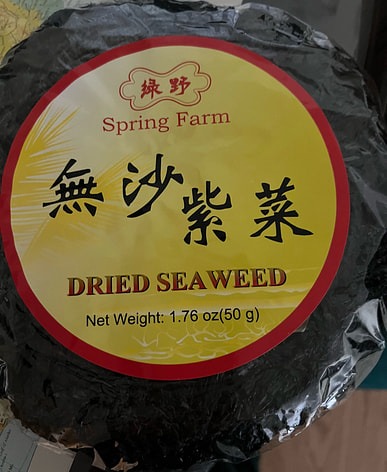 綠野
Spring Farm
無沙紫菜
DRIED SEAWEED
Net Weight: 1.76 oz(50 g)